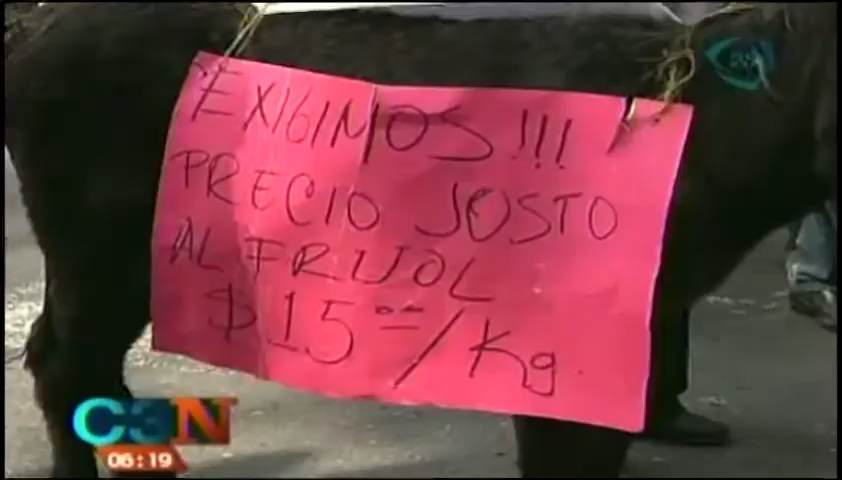 EXIGIMOS!!!
PRECIO JUSTO
AL FRIJOL
$15.00/Kg.
C3N
06:19